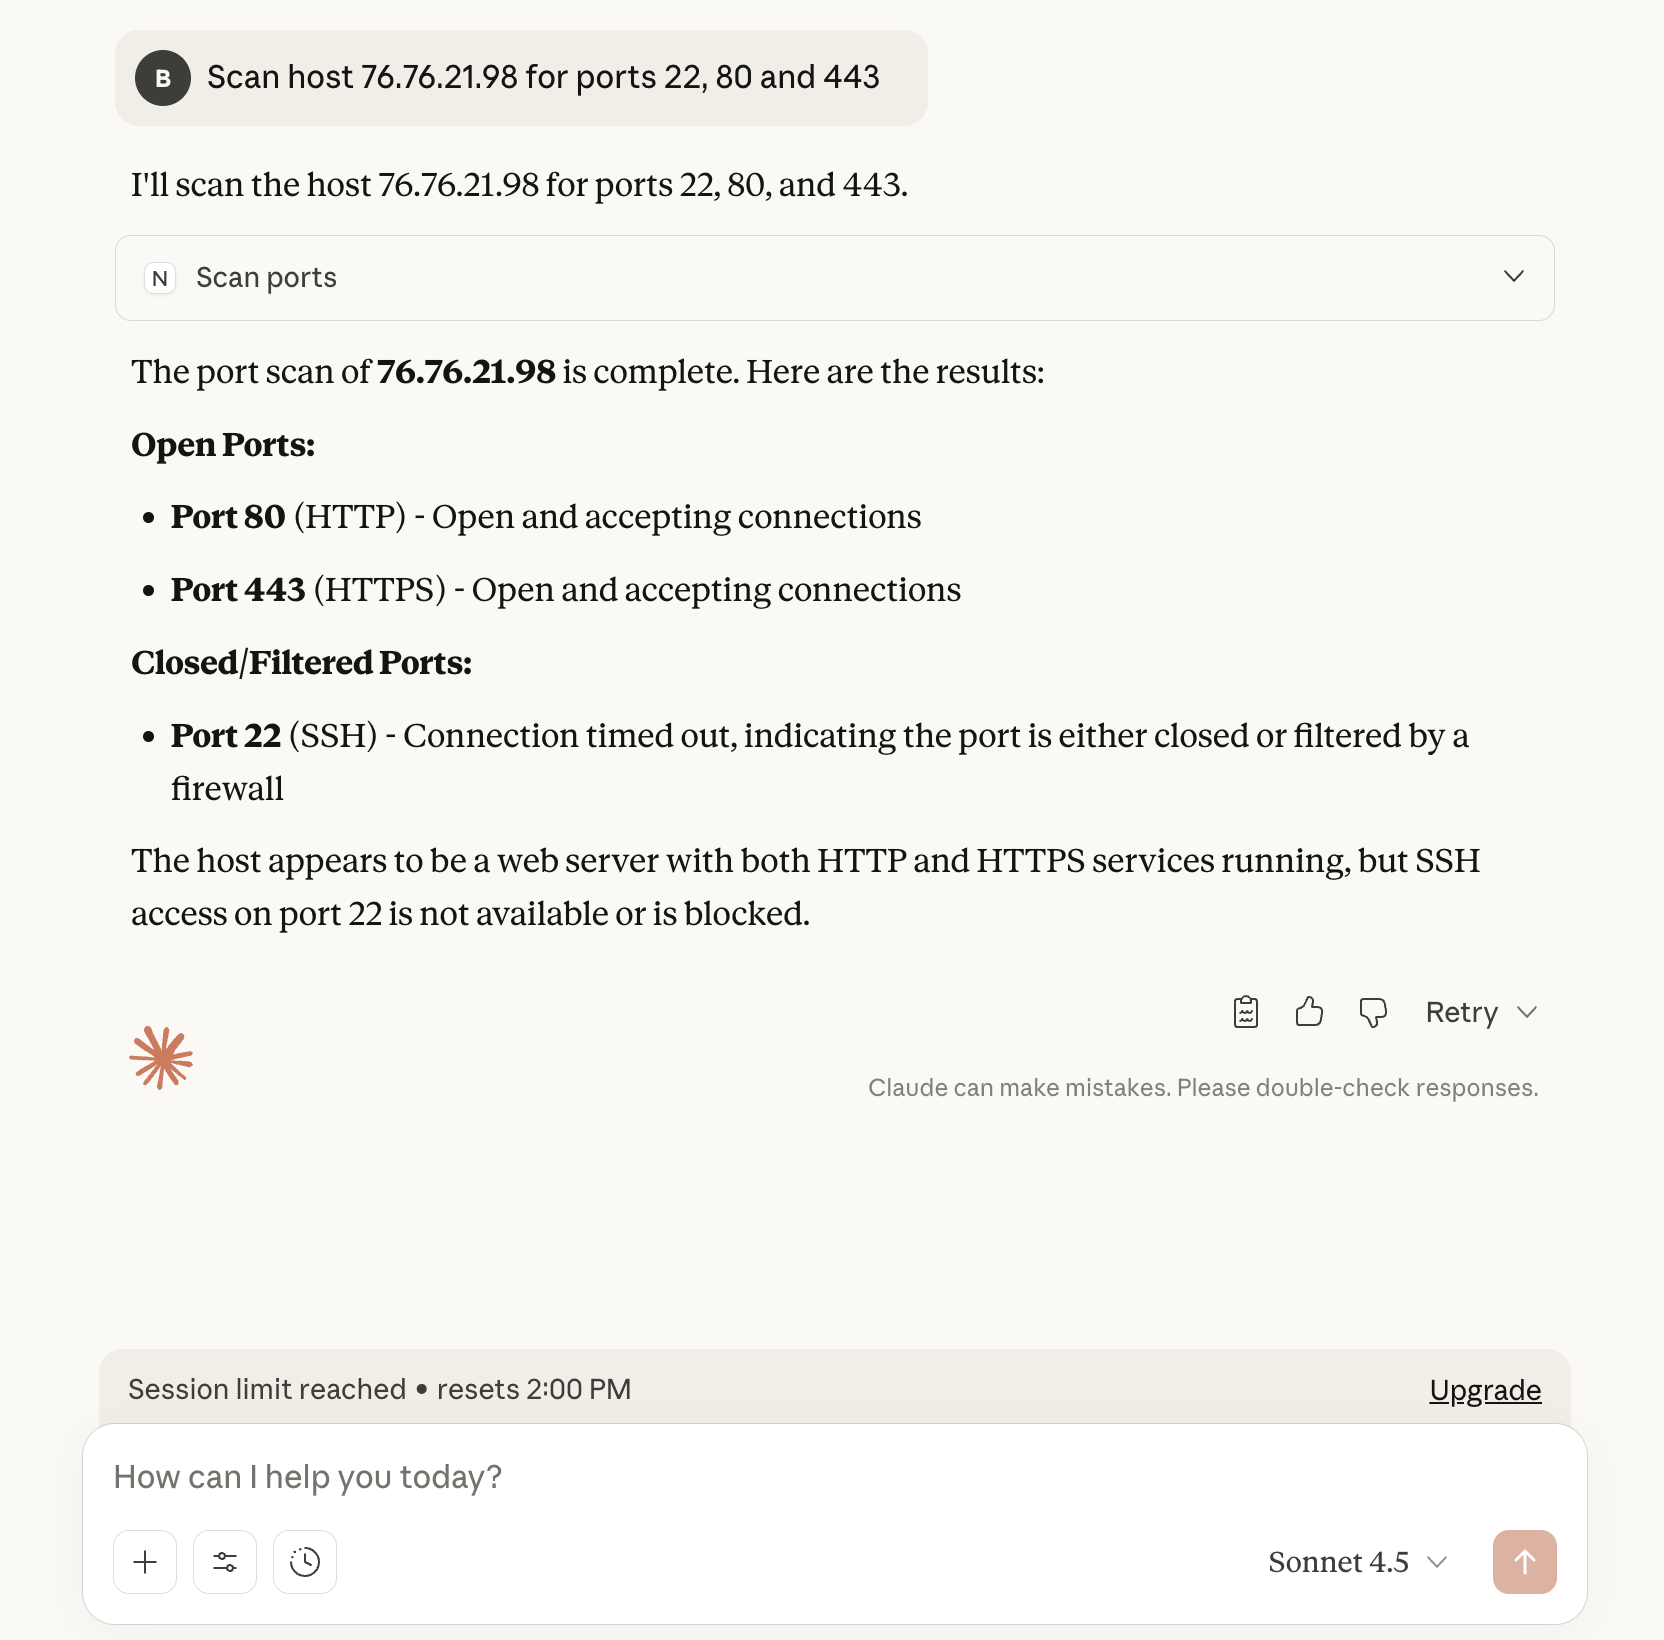 B
Scan host 76.76.21.98 for ports 22, 80 and 443
I'll scan the host 76.76.21.98 for ports 22, 80, and 443.
N
Scan ports
The port scan of 76.76.21.98 is complete. Here are the results:
Open Ports:
• Port 80 (HTTP) - Open and accepting connections
• Port 443 (HTTPS) - Open and accepting connections
Closed/Filtered Ports:
• Port 22 (SSH) - Connection timed out, indicating the port is either closed or filtered by a
firewall
The host appears to be a web server with both HTTP and HTTPS services running, but SSH
access on port 22 is not available or is blocked.
Retry
Claude can make mistakes. Please double-check responses.
Session limit reached • resets 2:00 PM
Upgrade
How can I help you today?
Sonnet 4.5